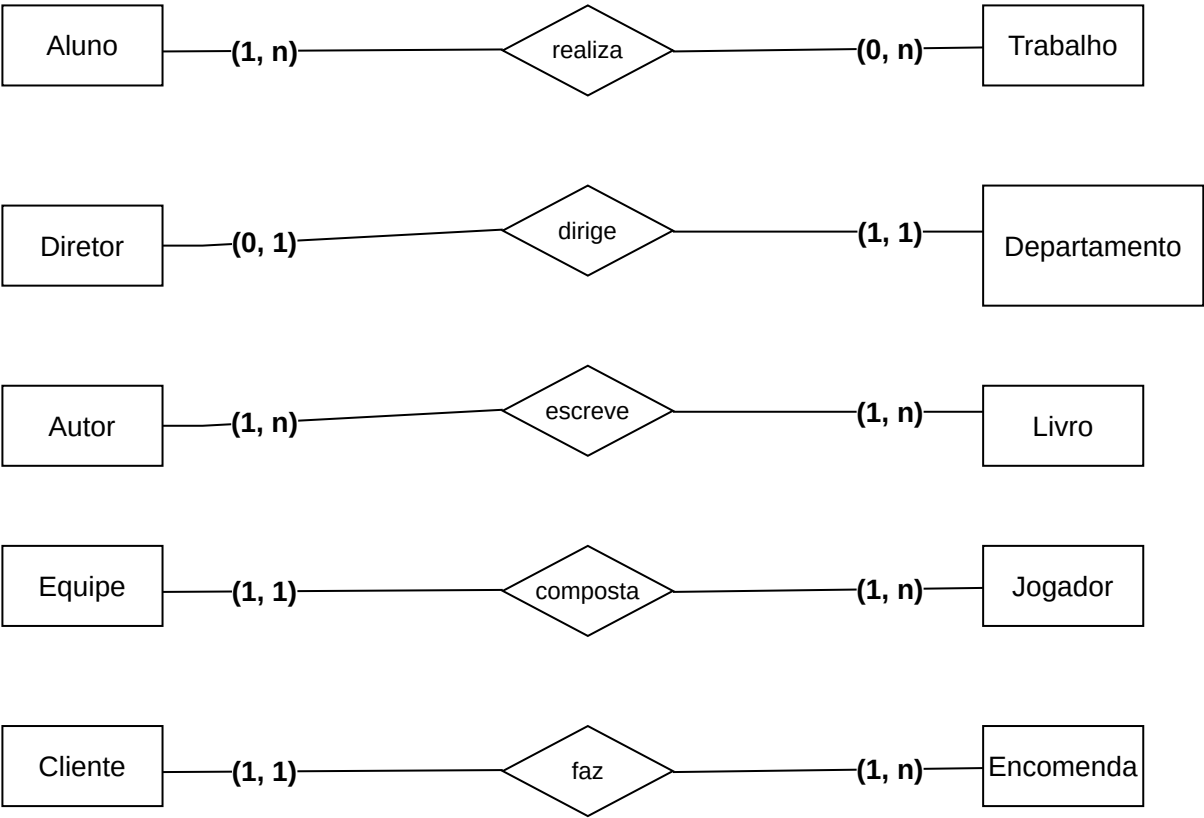 Aluno (1, n) realiza (0, n) Trabalho
Diretor (0, 1) dirige (1, 1) Departamento
Autor (1, n) escreve (1, n) Livro
Equipe (1, 1) composta (1, n) Jogador
Cliente (1, 1) faz (1, n) Encomenda